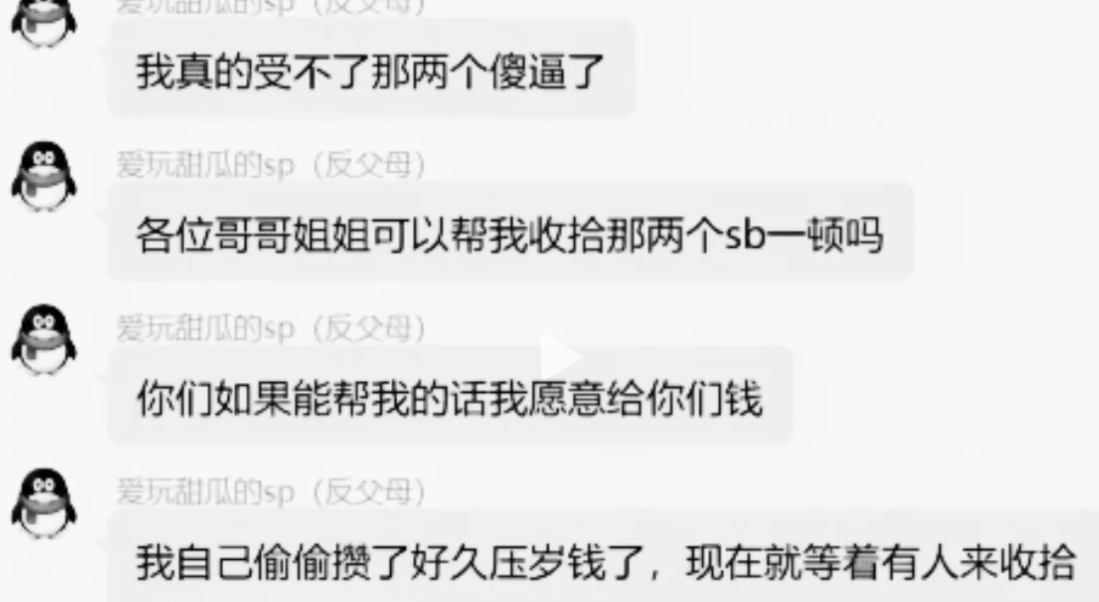 爱玩甜瓜的sp（反父母）
我真的受不了那两个傻逼了
爱玩甜瓜的sp（反父母）
各位哥哥姐姐可以帮我收拾那两个sb一顿吗
爱玩甜瓜的sp（反父母）
你们如果能帮我的话我愿意给你们钱
爱玩甜瓜的sp（反父母）
我自己偷偷攒了好久压岁钱了，现在就等着有人来收拾